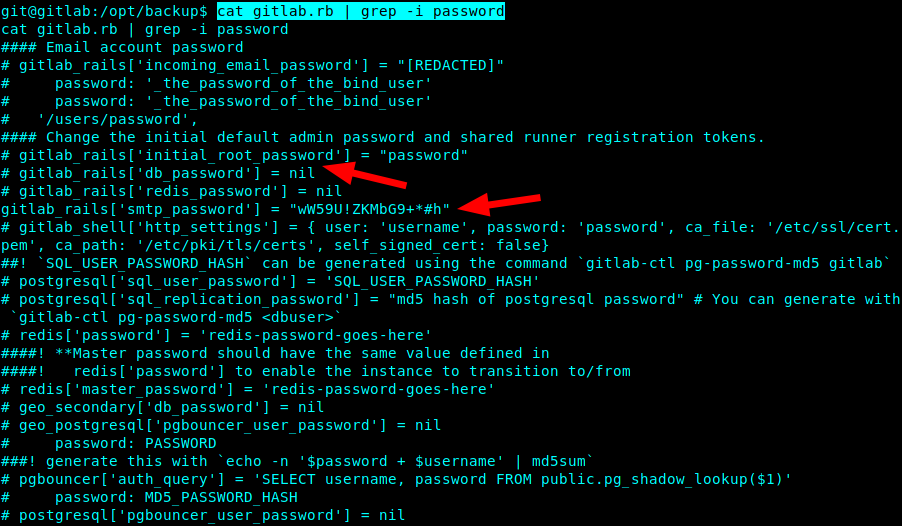 git@gitlab:/opt/backup$ cat gitlab.rb | grep -i password
cat gitlab.rb | grep -i password
#### Email account password
# gitlab_rails['incoming_email_password'] = "[REDACTED]"
#     password: '_the_password_of_the_bind_user'
#     password: '_the_password_of_the_bind_user'
#   '/users/password',
#### Change the initial default admin password and shared runner registration tokens.
# gitlab_rails['initial_root_password'] = "password"
# gitlab_rails['db_password'] = nil
# gitlab_rails['redis_password'] = nil
gitlab_rails['smtp_password'] = "wW59U!ZKMbG9+*#h"
# gitlab_shell['http_settings'] = { user: 'username', password: 'password', ca_file: '/etc/ssl/cert.
pem', ca_path: '/etc/pki/tls/certs', self_signed_cert: false}
##! `SQL_USER_PASSWORD_HASH` can be generated using the command `gitlab-ctl pg-password-md5 gitlab`
# postgresql['sql_user_password'] = 'SQL_USER_PASSWORD_HASH'
# postgresql['sql_replication_password'] = "md5 hash of postgresql password" # You can generate with
 `gitlab-ctl pg-password-md5 <dbuser>`
# redis['password'] = 'redis-password-goes-here'
####! **Master password should have the same value defined in
####!   redis['password'] to enable the instance to transition to/from
# redis['master_password'] = 'redis-password-goes-here'
# geo_secondary['db_password'] = nil
# geo_postgresql['pgbouncer_user_password'] = nil
#     password: PASSWORD
###! generate this with `echo -n '$password + $username' | md5sum`
# pgbouncer['auth_query'] = 'SELECT username, password FROM public.pg_shadow_lookup($1)'
#     password: MD5_PASSWORD_HASH
# postgresql['pgbouncer_user_password'] = nil